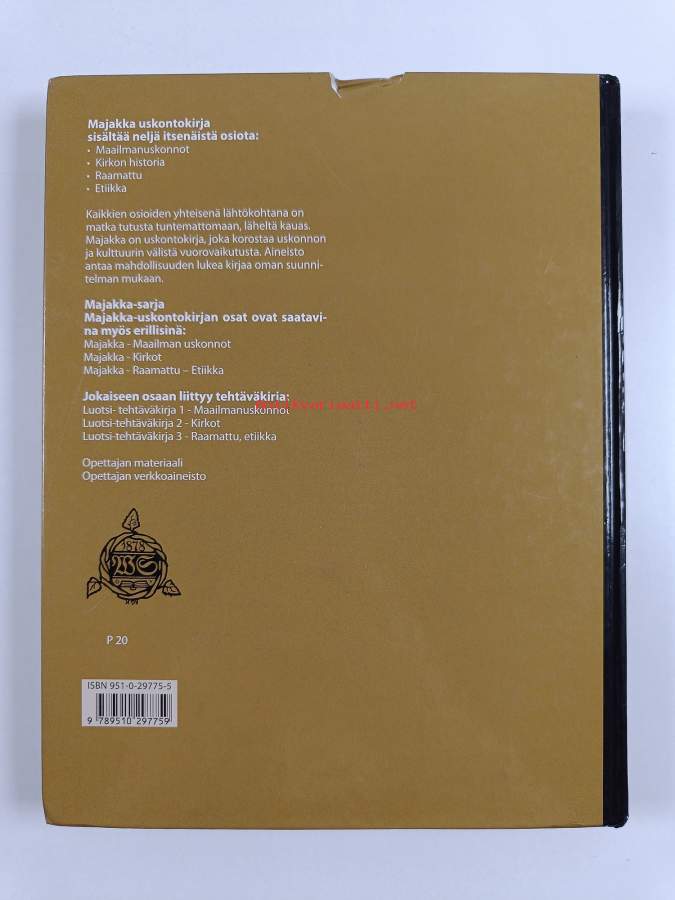 Majakka uskontokirja
sisältää neljä itsenäistä osiota:
• Maailmanuskonnot
• Kirkon historia
• Raamattu
• Etiikka
Kaikkien osioiden yhteisenä lähtökohtana on
matka tutusta tuntemattomaan, läheltä kauas.
Majakka on uskontokirja, joka korostaa uskonnon
ja kulttuurin välistä vuorovaikutusta. Aineisto
antaa mahdollisuuden lukea kirjaa oman suunni-
telman mukaan.
Majakka-sarja
Majakka-uskontokirjan osat ovat saatavi-
na myös erillisinä:
Majakka - Maailman uskonnot
Majakka - Kirkot
Majakka - Raamattu – Etiikka
Jokaiseen osaan liittyy tehtäväkirja:
Luotsi- tehtäväkirja 1 - Maailmanuskonnot
Luotsi-tehtäväkirja 2 - Kirkot
Luotsi-tehtäväkirja 3 - Raamattu, etiikka
Opettajan materiaali
Opettajan verkkoaineisto
1878
WS
P 20
ISBN 951-0-29775-5
9 789510 297759